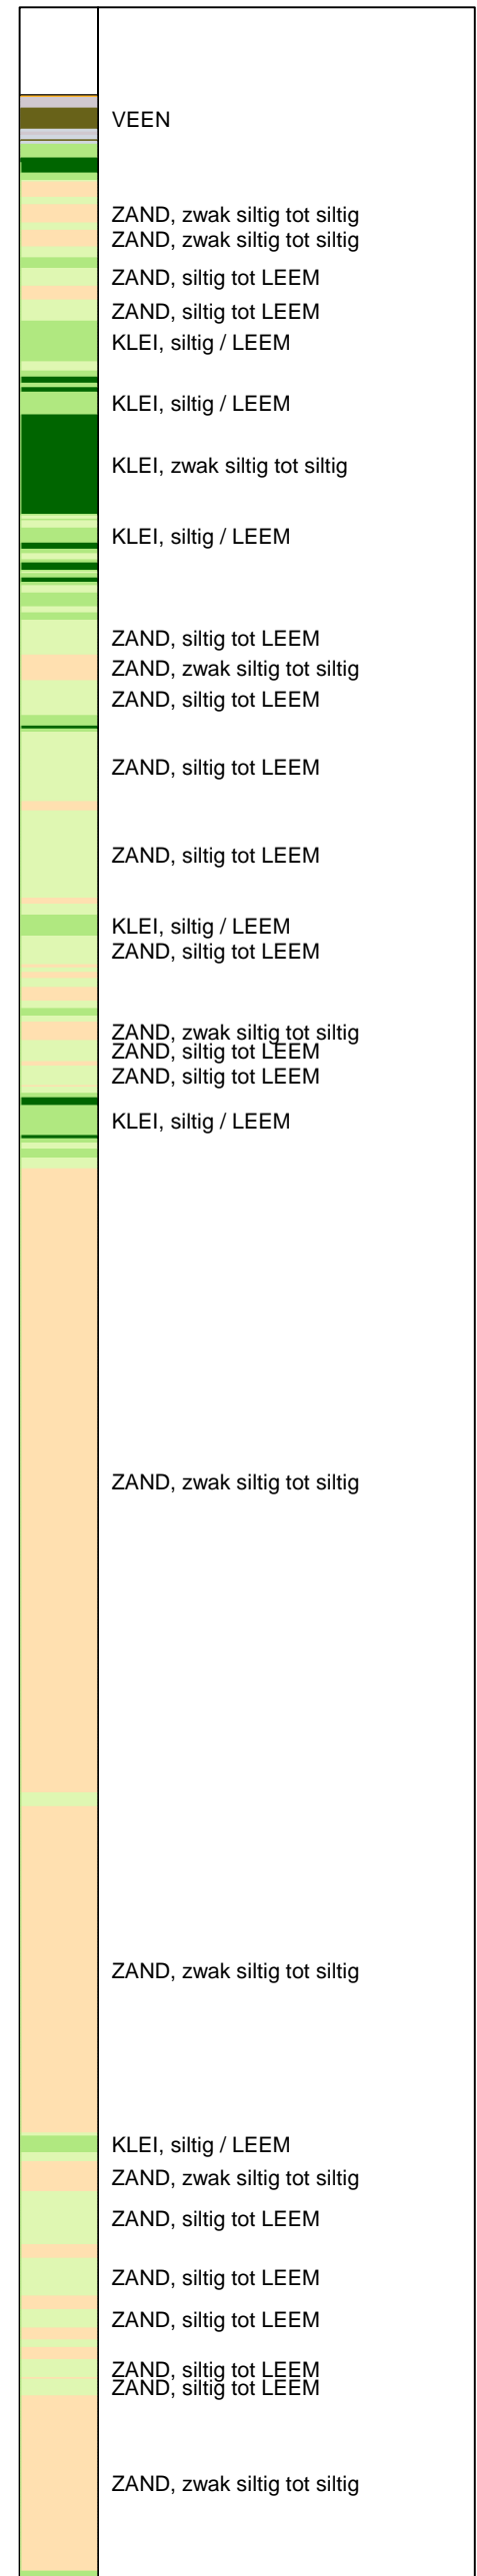 VEEN
ZAND, zwak siltig tot siltig
ZAND, zwak siltig tot siltig
ZAND, siltig tot LEEM
ZAND, siltig tot LEEM
KLEI, siltig / LEEM
KLEI, siltig / LEEM
KLEI, zwak siltig tot siltig
KLEI, siltig / LEEM
ZAND, siltig tot LEEM
ZAND, zwak siltig tot siltig
ZAND, siltig tot LEEM
ZAND, siltig tot LEEM
ZAND, siltig tot LEEM
KLEI, siltig / LEEM
ZAND, siltig tot LEEM
ZAND, zwak siltig tot siltig
ZAND, siltig tot LEEM
ZAND, siltig tot LEEM
KLEI, siltig / LEEM
ZAND, zwak siltig tot siltig
ZAND, zwak siltig tot siltig
KLEI, siltig / LEEM
ZAND, zwak siltig tot siltig
ZAND, siltig tot LEEM
ZAND, siltig tot LEEM
ZAND, siltig tot LEEM
ZAND, siltig tot LEEM
ZAND, siltig tot LEEM
ZAND, zwak siltig tot siltig